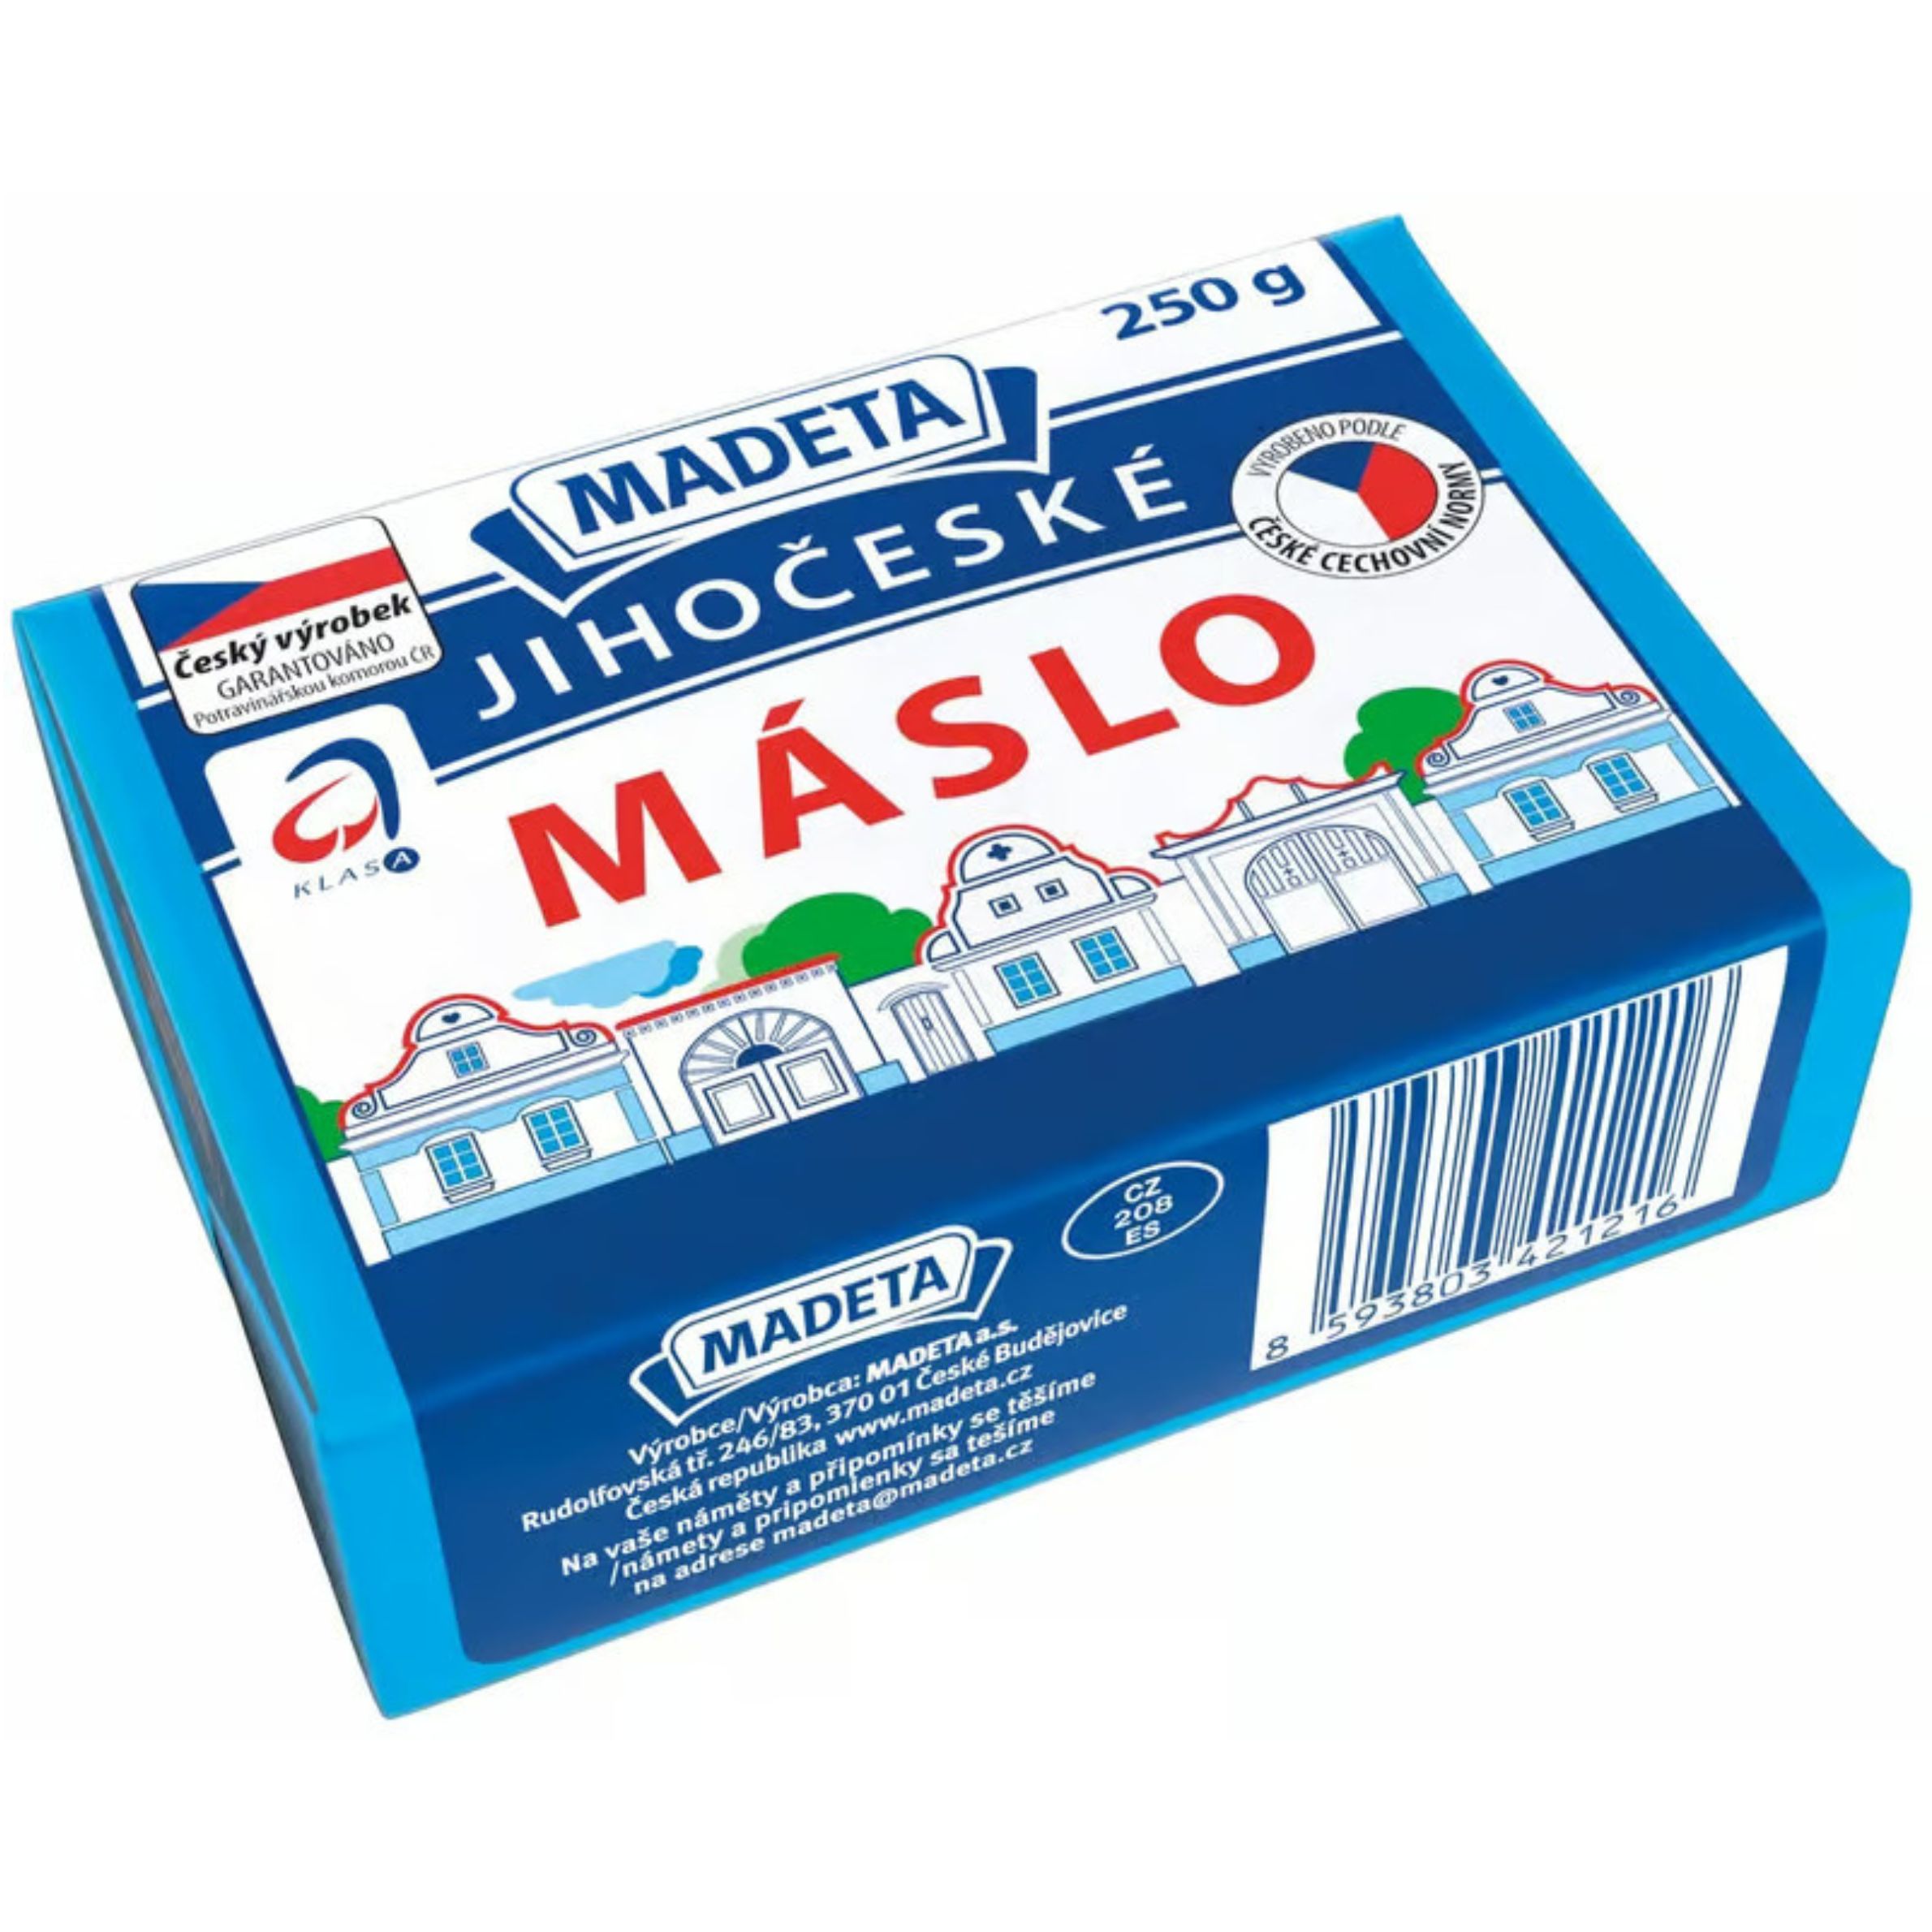 250 g
MADETA
JIHOČESKÉ
MÁSLO
VYROBENO PODLE
ČESKÉ CECHOVNÍ NORMY
Český výrobek
GARANTOVÁNO
Potravinářskou komorou ČR
KLASA
MADETA
CZ
208
ES
Výrobce/Výrobca: MADETA a.s.
Rudolfovská tř. 246/83, 370 01 České Budějovice
Česká republika www.madeta.cz
Na vaše náměty a připomínky se těšíme
/námety a pripomienky sa tešíme
na adrese madeta@madeta.cz
8 593803 421216